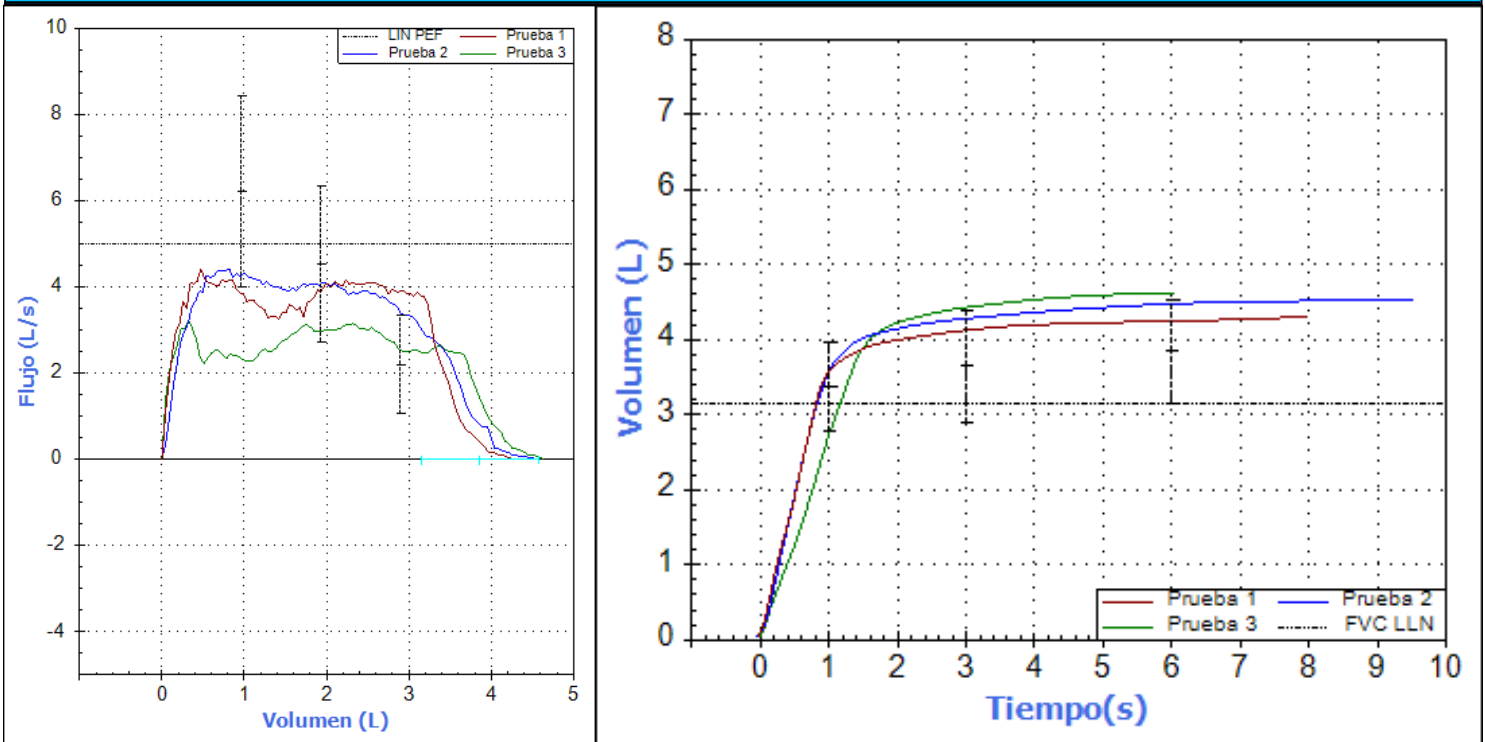 LIN PEF Prueba 1
Prueba 2 Prueba 3
10
8
6
4
2
0
-2
-4
Flujo (L/s)
0 1 2 3 4 5
Volumen (L)
8
7
6
5
4
3
2
1
0
Volumen (L)
Prueba 1 Prueba 2
Prueba 3 FVC LLN
0 1 2 3 4 5 6 7 8 9 10
Tiempo(s)